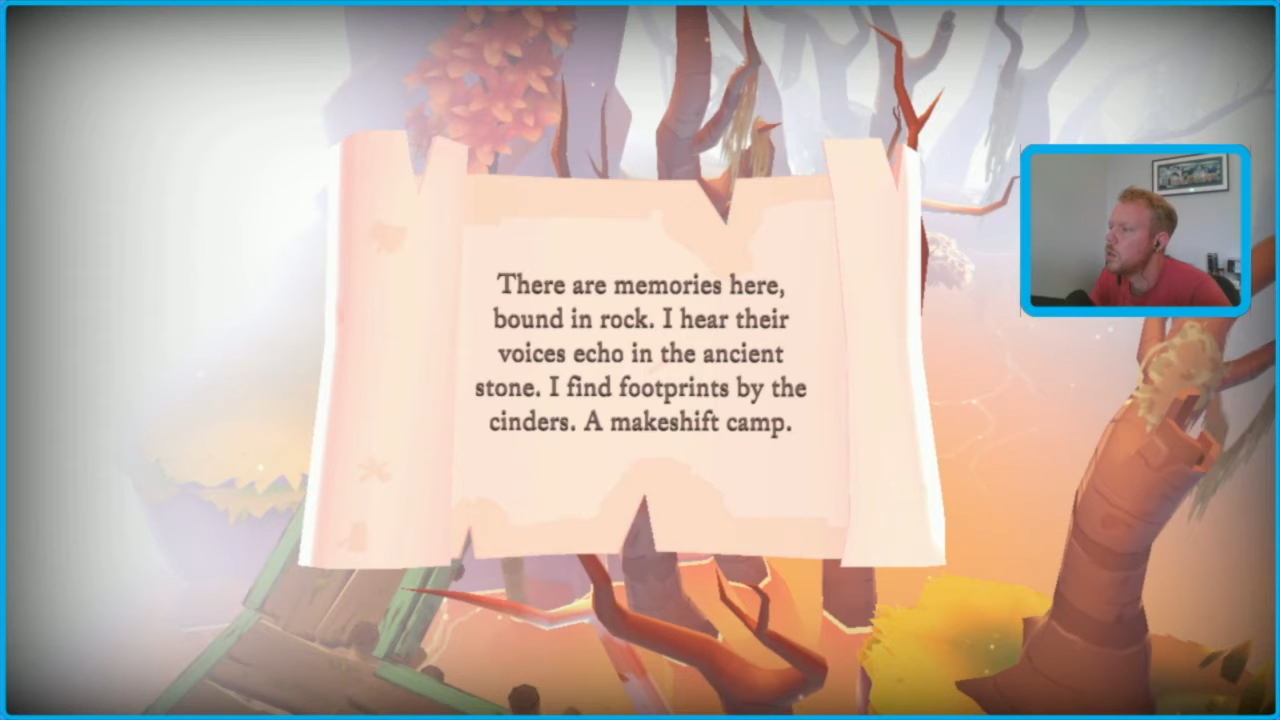 There are memories here,
bound in rock. I hear their
voices echo in the ancient
stone. I find footprints by the
cinders. A makeshift camp.